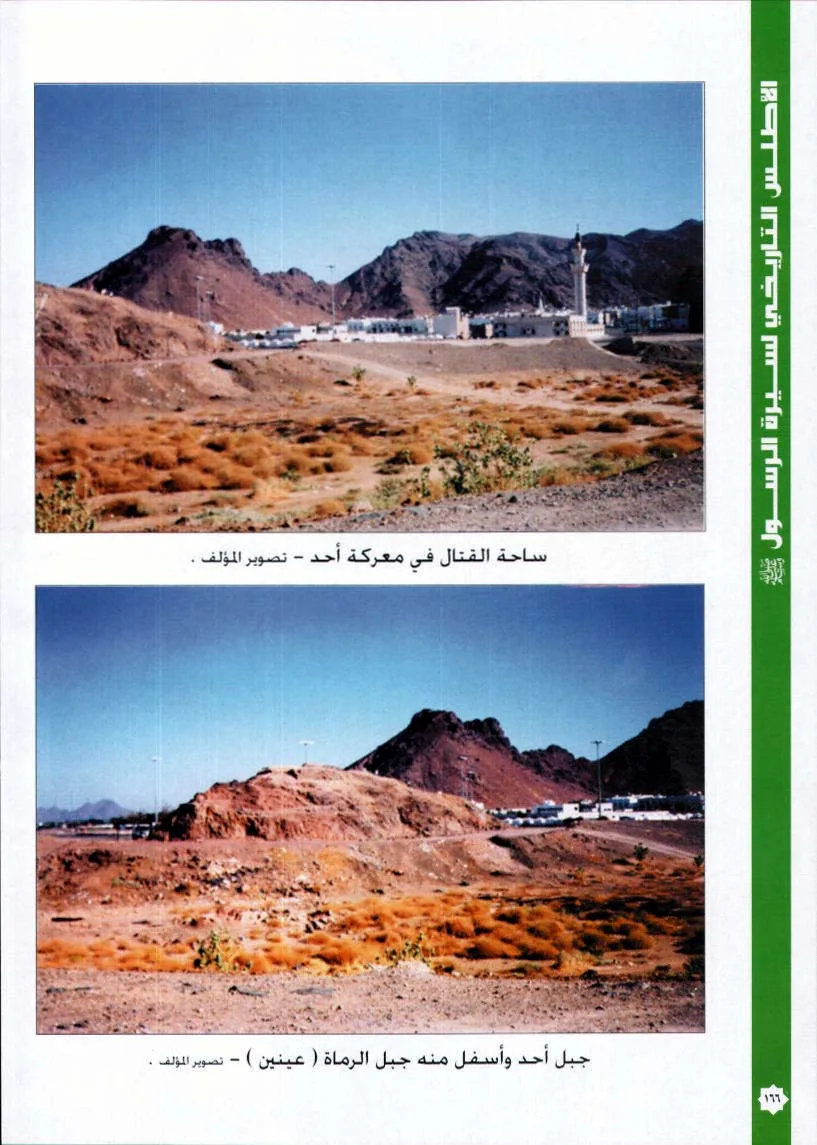 الأطلس التاريخي لسيرة الرسول ﷺ
ساحة القتال في معركة أحد - تصوير المؤلف .
جبل أحد وأسفل منه جبل الرماة ( عينين ) - تصوير المؤلف .
١٦٦